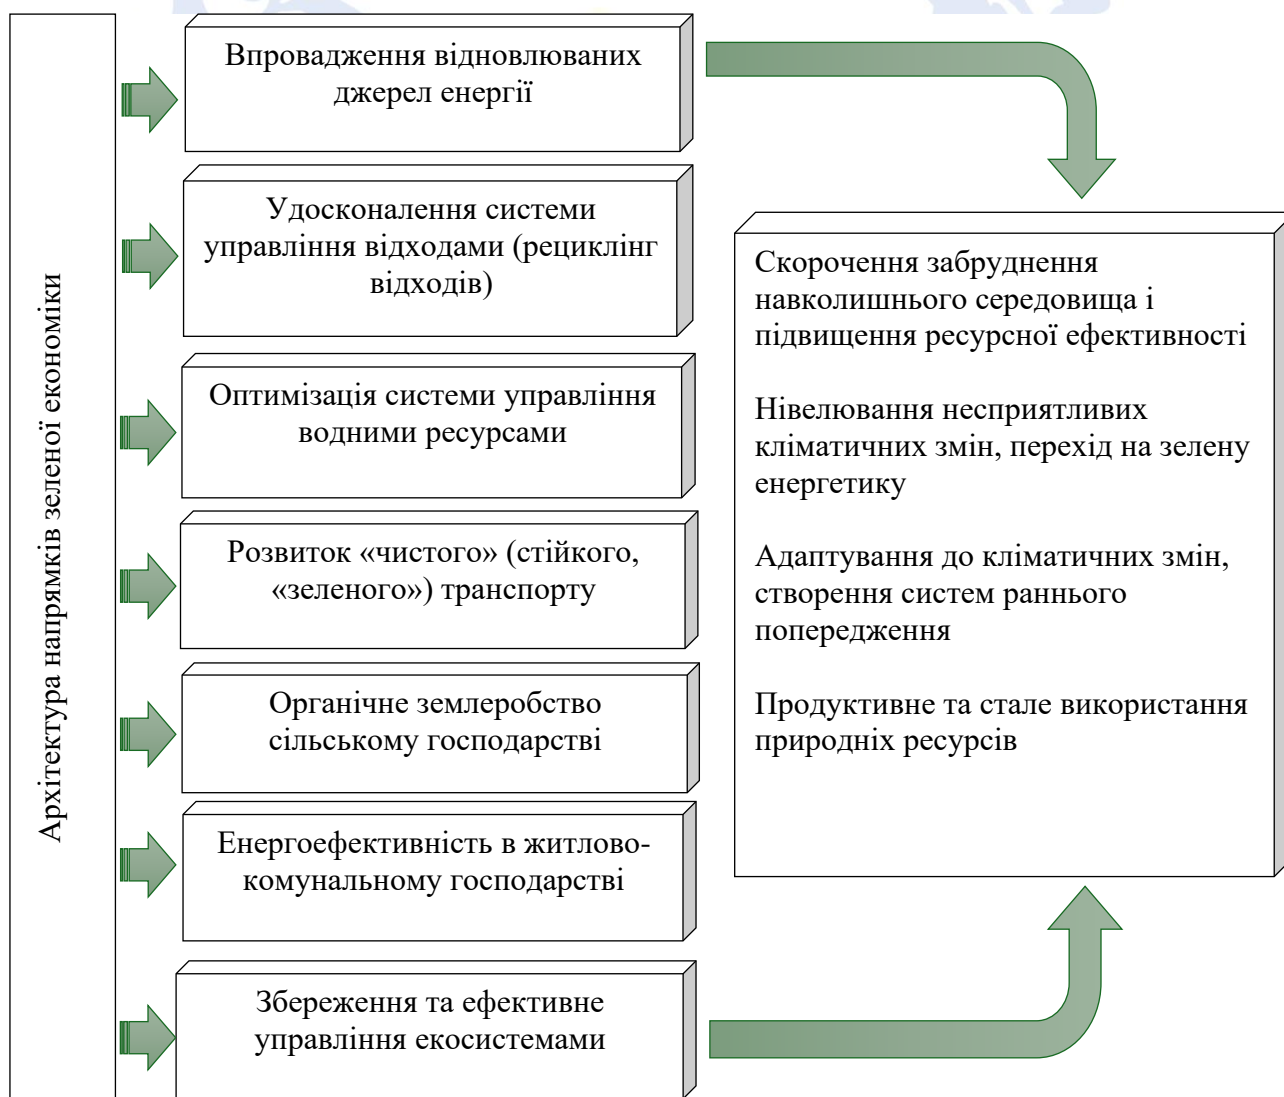 Архітектура напрямків зеленої економіки
Впровадження відновлюваних
джерел енергії
Удосконалення системи
управління відходами (рециклінг
відходів)
Оптимізація системи управління
водними ресурсами
Розвиток «чистого» (стійкого,
«зеленого») транспорту
Органічне землеробство
сільському господарстві
Енергоефективність в житлово-
комунальному господарстві
Збереження та ефективне
управління екосистемами
Скорочення забруднення
навколишнього середовища і
підвищення ресурсної ефективності
Нівелювання несприятливих
кліматичних змін, перехід на зелену
енергетику
Адаптування до кліматичних змін,
створення систем раннього
попередження
Продуктивне та стале використання
природніх ресурсів